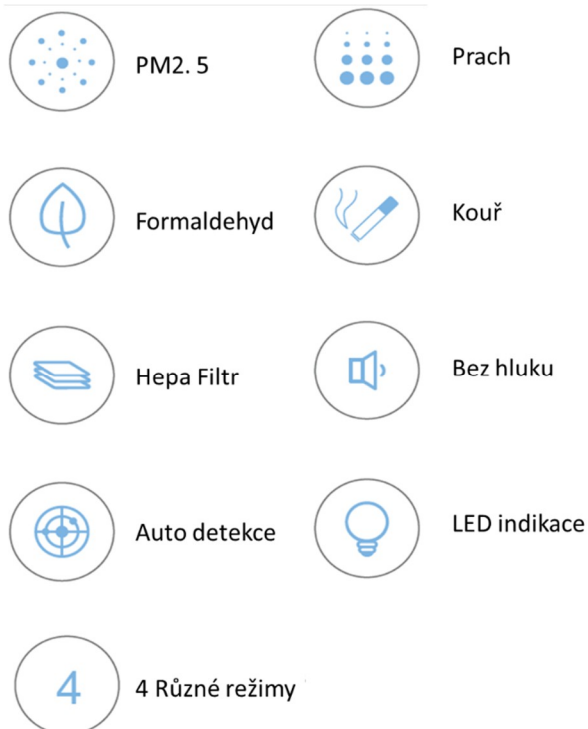 PM2. 5
Prach
Formaldehyd
Kouř
Hepa Filtr
Bez hluku
Auto detekce
LED indikace
4
4 Různé režimy